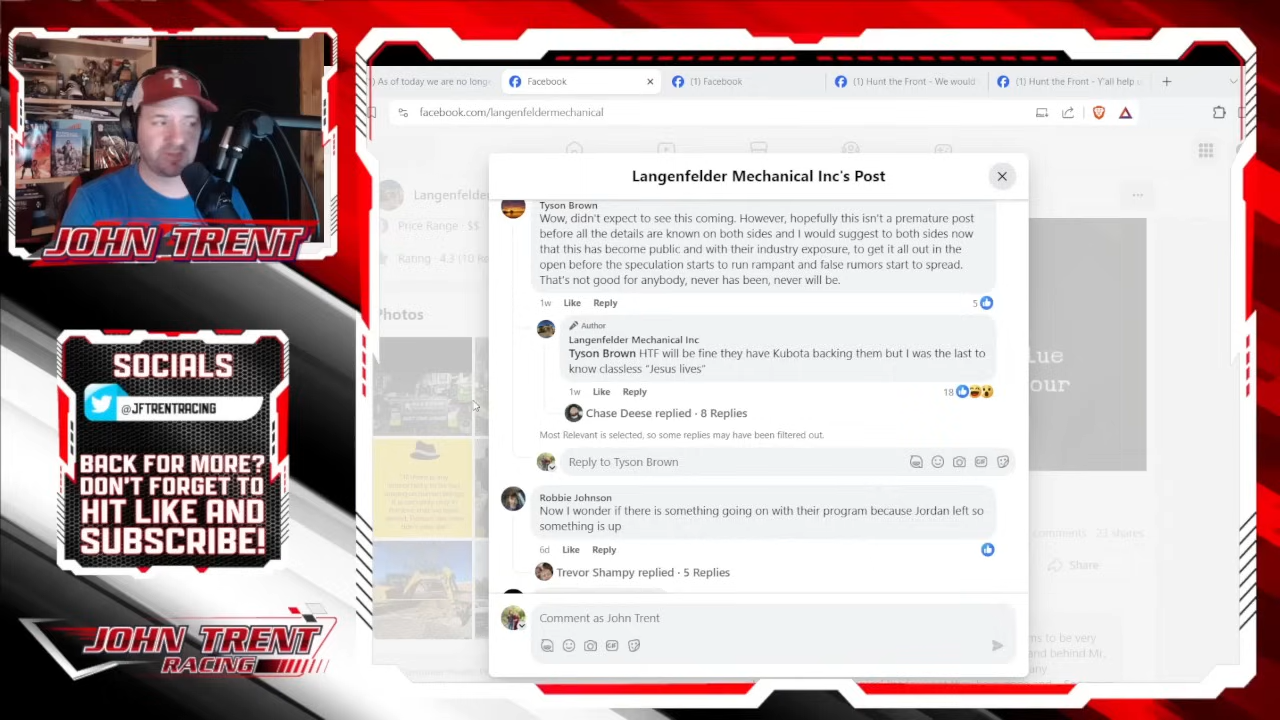 ) As of today we are no longe
Facebook
(1) Facebook
(1) Hunt the Front - We would
(1) Hunt the Front - Y'all help u
facebook.com/langenfeldermechanical
Langenfelder
Price Range · $$
Rating · 4.3 (10 Re
Photos
Langenfelder Mechanical Inc's Post
Tyson Brown
Wow, didn't expect to see this coming. However, hopefully this isn't a premature post
before all the details are known on both sides and I would suggest to both sides now
that this has become public and with their industry exposure, to get it all out in the
open before the speculation starts to run rampant and false rumors start to spread.
That's not good for anybody, never has been, never will be.
1w Like Reply 5
Author
Langenfelder Mechanical Inc
Tyson Brown HTF will be fine they have Kubota backing them but I was the last to
know classless “Jesus lives”
1w Like Reply 18
Chase Deese replied · 8 Replies
Most Relevant is selected, so some replies may have been filtered out.
Reply to Tyson Brown
Robbie Johnson
Now I wonder if there is something going on with their program because Jordan left so
something is up
6d Like Reply
Trevor Shampy replied · 5 Replies
Comment as John Trent
lue
our
comments 23 shares
Share
ms to be very
and behind Mr,
any
JOHN TRENT
SOCIALS
@JFTRENTRACING
BACK FOR MORE?
DON'T FORGET TO
HIT LIKE AND
SUBSCRIBE!
JOHN TRENT
RACING